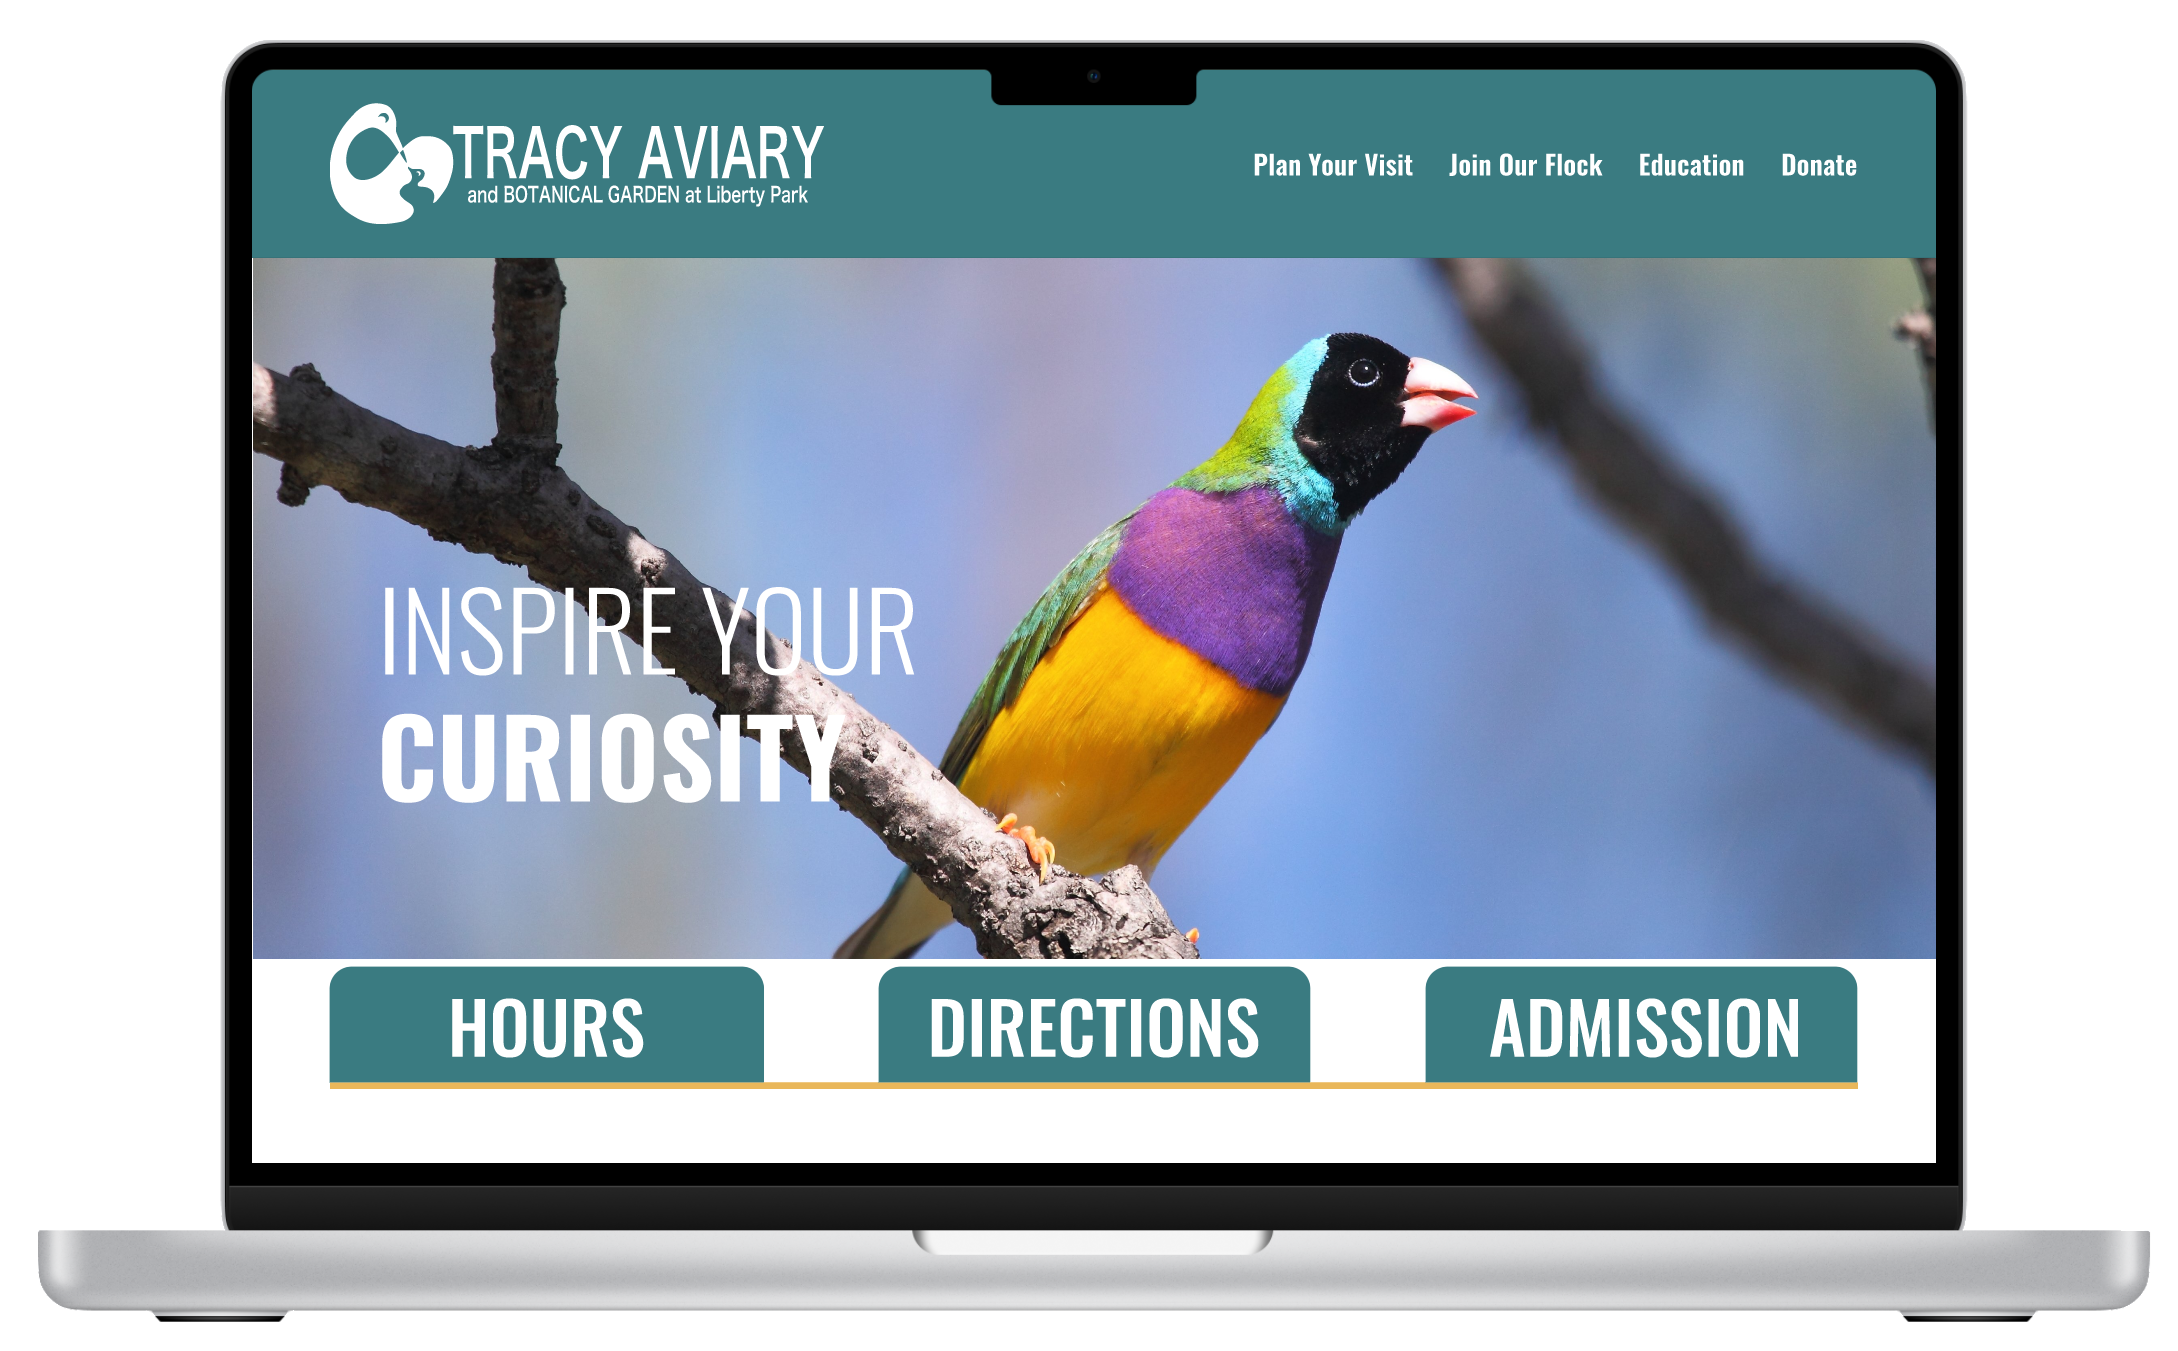 TRACY AVIARY
and BOTANICAL GARDEN at Liberty Park
Plan Your Visit Join Our Flock Education Donate
INSPIRE YOUR
CURIOSITY
HOURS DIRECTIONS ADMISSION